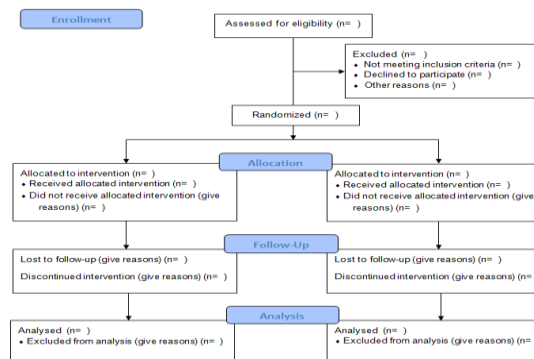 Enrollment
Assessed for eligibility (n= )
Excluded (n= )
• Not meeting inclusion criteria (n= )
• Declined to participate (n= )
• Other reasons (n= )
Randomized (n= )
Allocation
Allocated to intervention (n= )
• Received allocated intervention (n= )
• Did not receive allocated intervention (give
reasons) (n= )
Allocated to intervention (n= )
• Received allocated intervention (n= )
• Did not receive allocated intervention (give
reasons) (n= )
Follow-Up
Lost to follow-up (give reasons) (n= )
Discontinued intervention (give reasons) (n= )
Lost to follow-up (give reasons) (n= )
Discontinued intervention (give reasons) (n= )
Analysis
Analysed (n= )
• Excluded from analysis (give reasons) (n= )
Analysed (n= )
• Excluded from analysis (give reasons) (n=